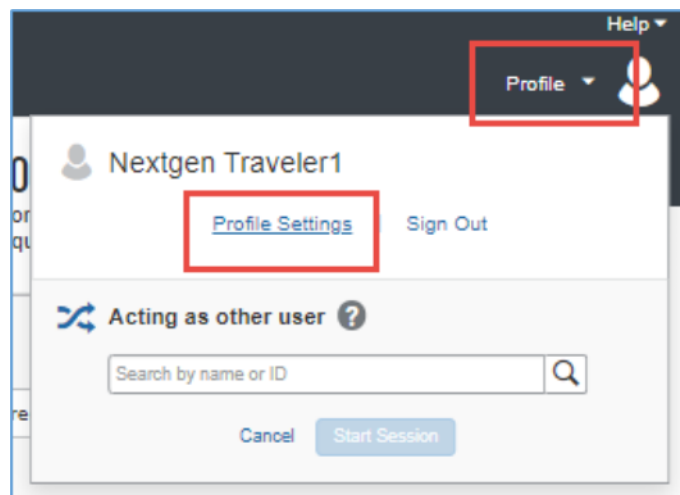 Help
Profile
Nextgen Traveler1
Profile Settings | Sign Out
Acting as other user ?
Search by name or ID
Cancel Start Session